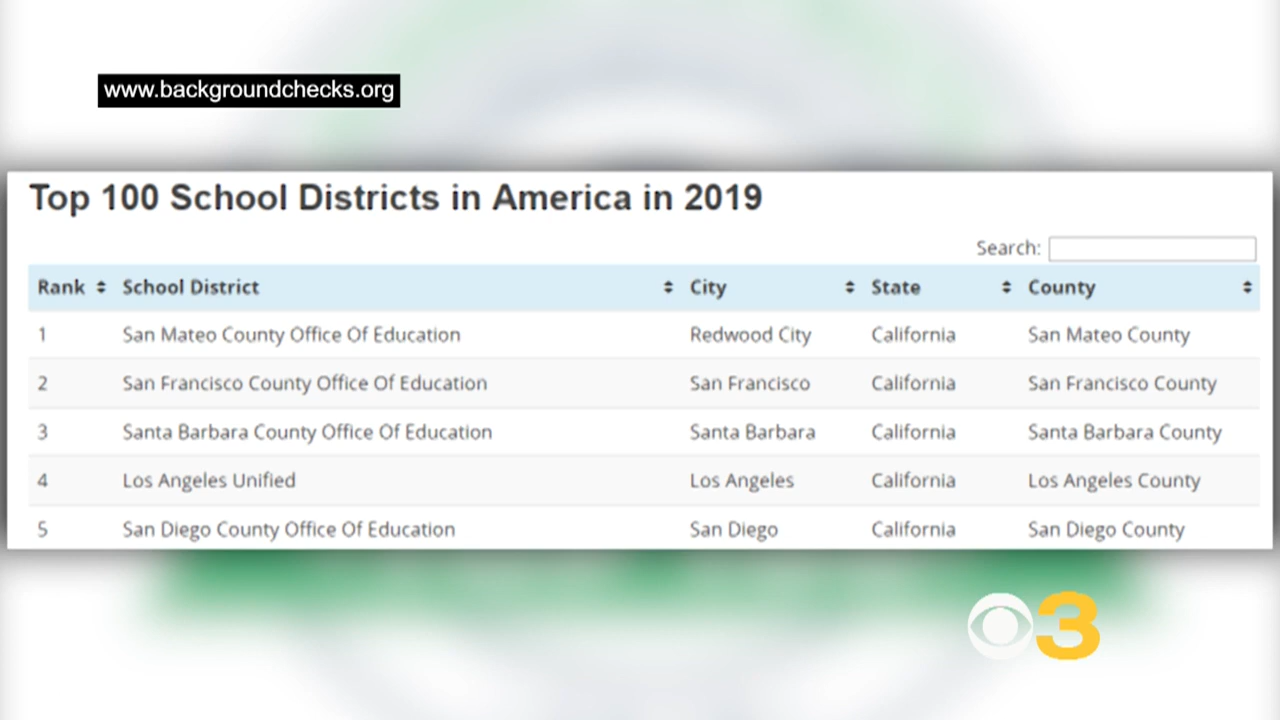 www.backgroundchecks.org
Top 100 School Districts in America in 2019
Search:
Rank School District City State County
1 San Mateo County Office Of Education Redwood City California San Mateo County
2 San Francisco County Office Of Education San Francisco California San Francisco County
3 Santa Barbara County Office Of Education Santa Barbara California Santa Barbara County
4 Los Angeles Unified Los Angeles California Los Angeles County
5 San Diego County Office Of Education San Diego California San Diego County
3